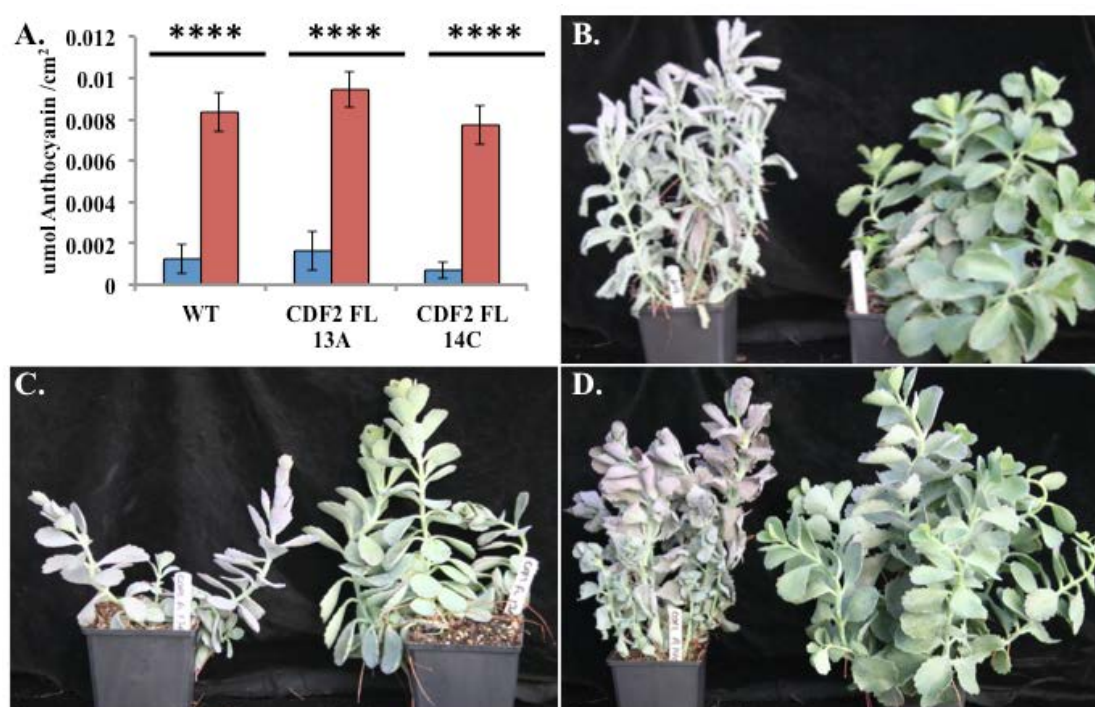 A.
0.012
0.01
0.008
0.006
0.004
0.002
0
umol Anthocyanin /cm²
****
****
****
WT
CDF2 FL
13A
CDF2 FL
14C
B.
C.
D.